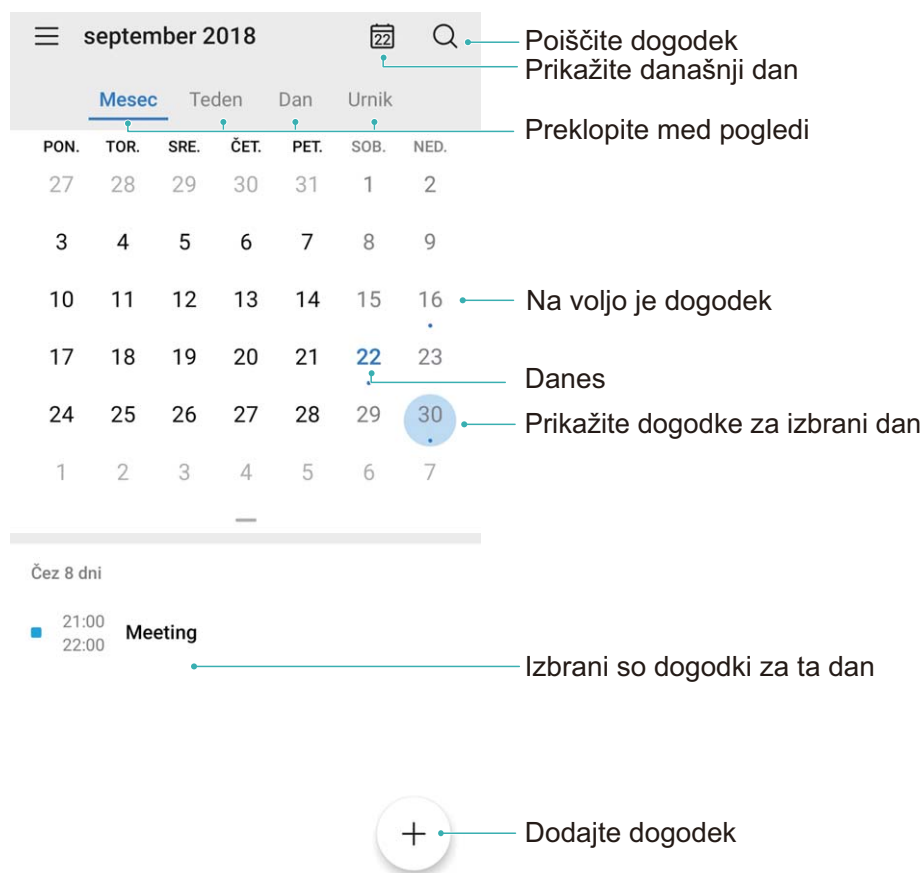 september 2018
22
Poiščite dogodek
Prikažite današnji dan
Mesec Teden Dan Urnik
Preklopite med pogledi
PON. TOR. SRE. ČET. PET. SOB. NED.
27 28 29 30 31 1 2
3 4 5 6 7 8 9
10 11 12 13 14 15 16
Na voljo je dogodek
17 18 19 20 21 22 23
Danes
24 25 26 27 28 29 30
Prikažite dogodke za izbrani dan
1 2 3 4 5 6 7
Čez 8 dni
21:00
Meeting
22:00
Izbrani so dogodki za ta dan
Dodajte dogodek